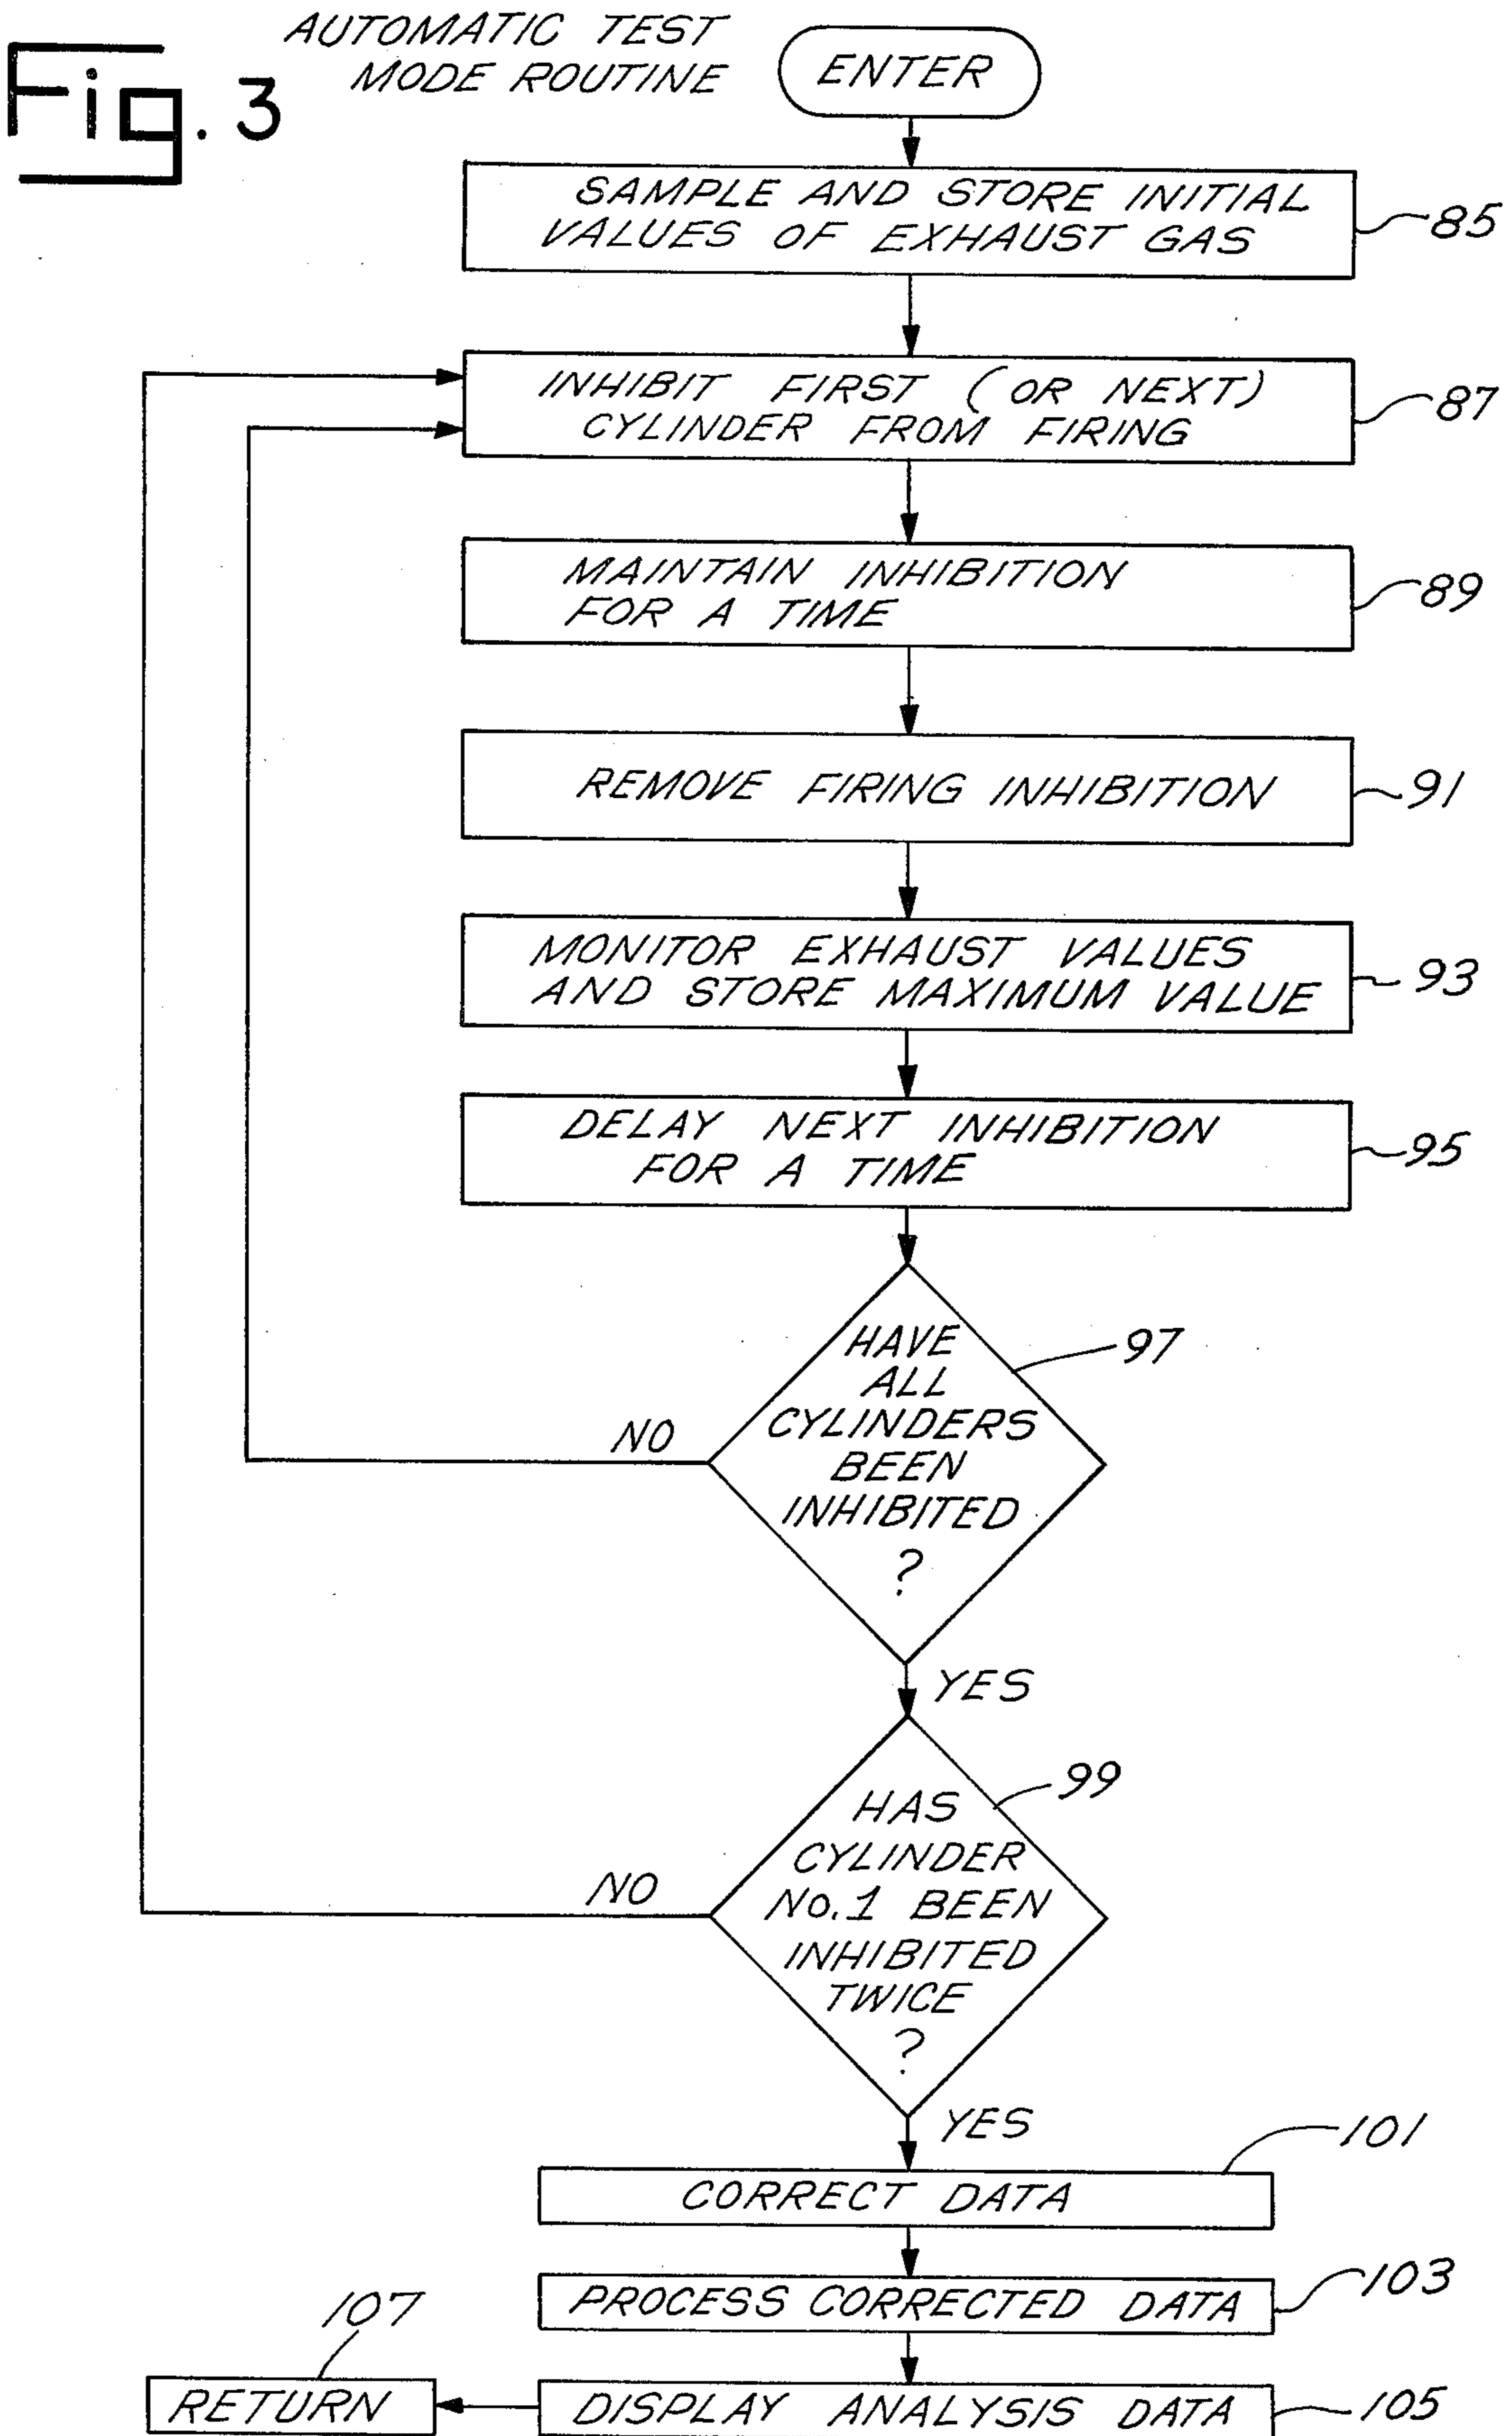 Fig. 3
AUTOMATIC TEST
MODE ROUTINE
ENTER
SAMPLE AND STORE INITIAL
VALUES OF EXHAUST GAS
85
INHIBIT FIRST (OR NEXT)
CYLINDER FROM FIRING
87
MAINTAIN INHIBITION
FOR A TIME
89
REMOVE FIRING INHIBITION
91
MONITOR EXHAUST VALUES
AND STORE MAXIMUM VALUE
93
DELAY NEXT INHIBITION
FOR A TIME
95
HAVE
ALL
CYLINDERS
BEEN
INHIBITED
?
97
NO
YES
HAS
CYLINDER
No.1 BEEN
INHIBITED
TWICE
?
99
NO
YES
CORRECT DATA
101
PROCESS CORRECTED DATA
103
DISPLAY ANALYSIS DATA
105
RETURN
107